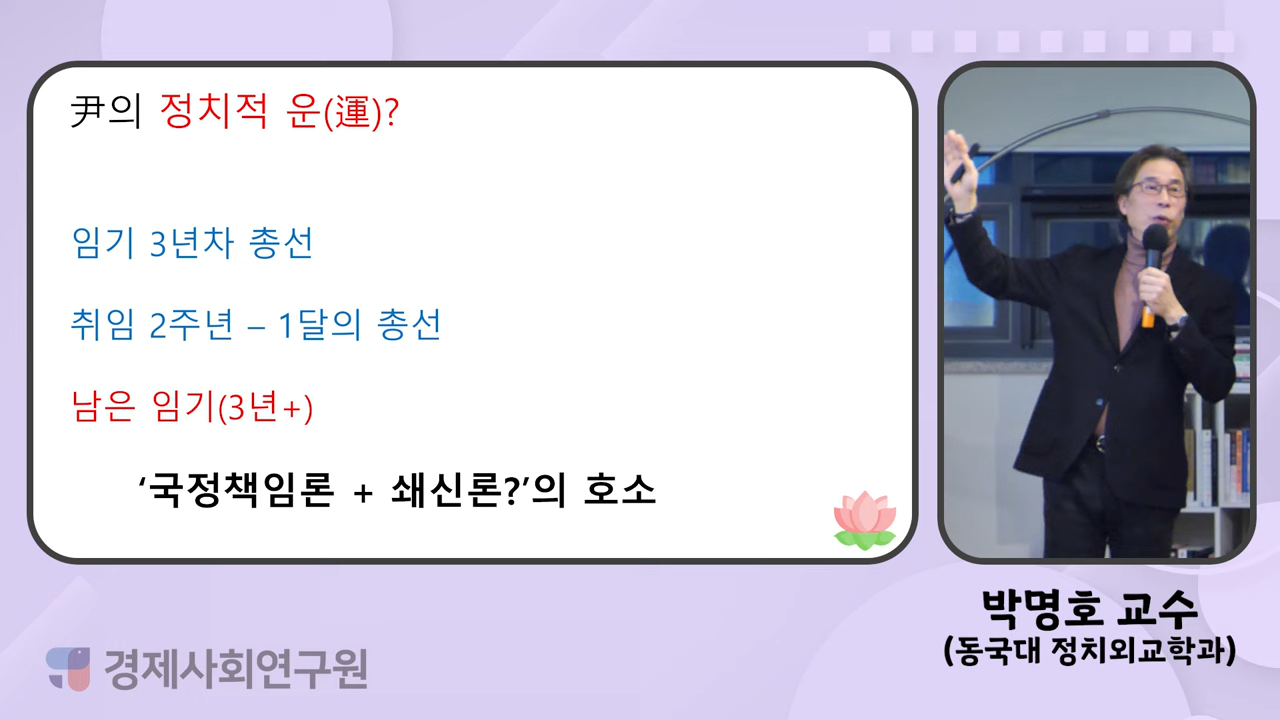 尹의 정치적 운(運)?
임기 3년차 총선
취임 2주년 – 1달의 총선
남은 임기(3년+)
‘국정책임론 + 쇄신론?’의 호소
박명호 교수
(동국대 정치외교학과)
경제사회연구원